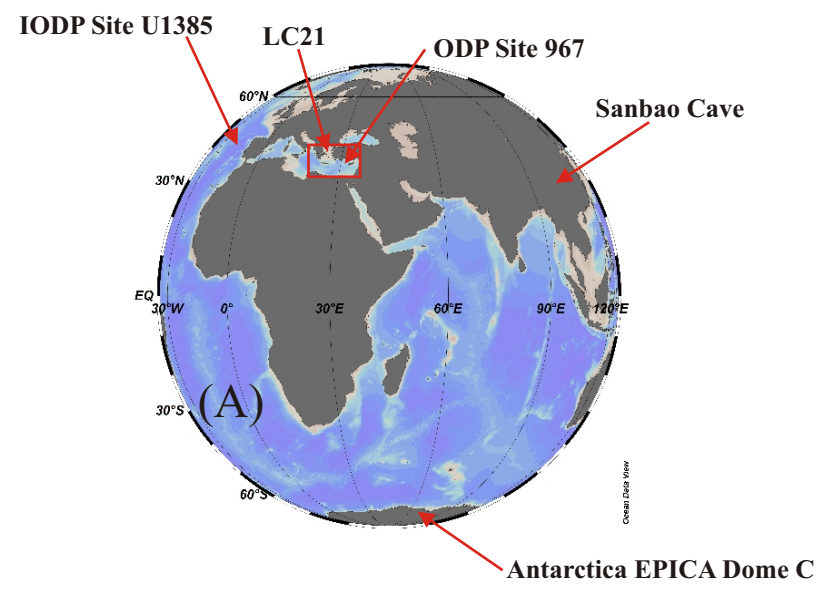 IODP Site U1385
LC21
ODP Site 967
Sanbao Cave
60°N
30°N
EQ
30°W 0° 30°E 60°E 90°E 120°E
(A)
30°S
60°S
Ocean Data View
Antarctica EPICA Dome C